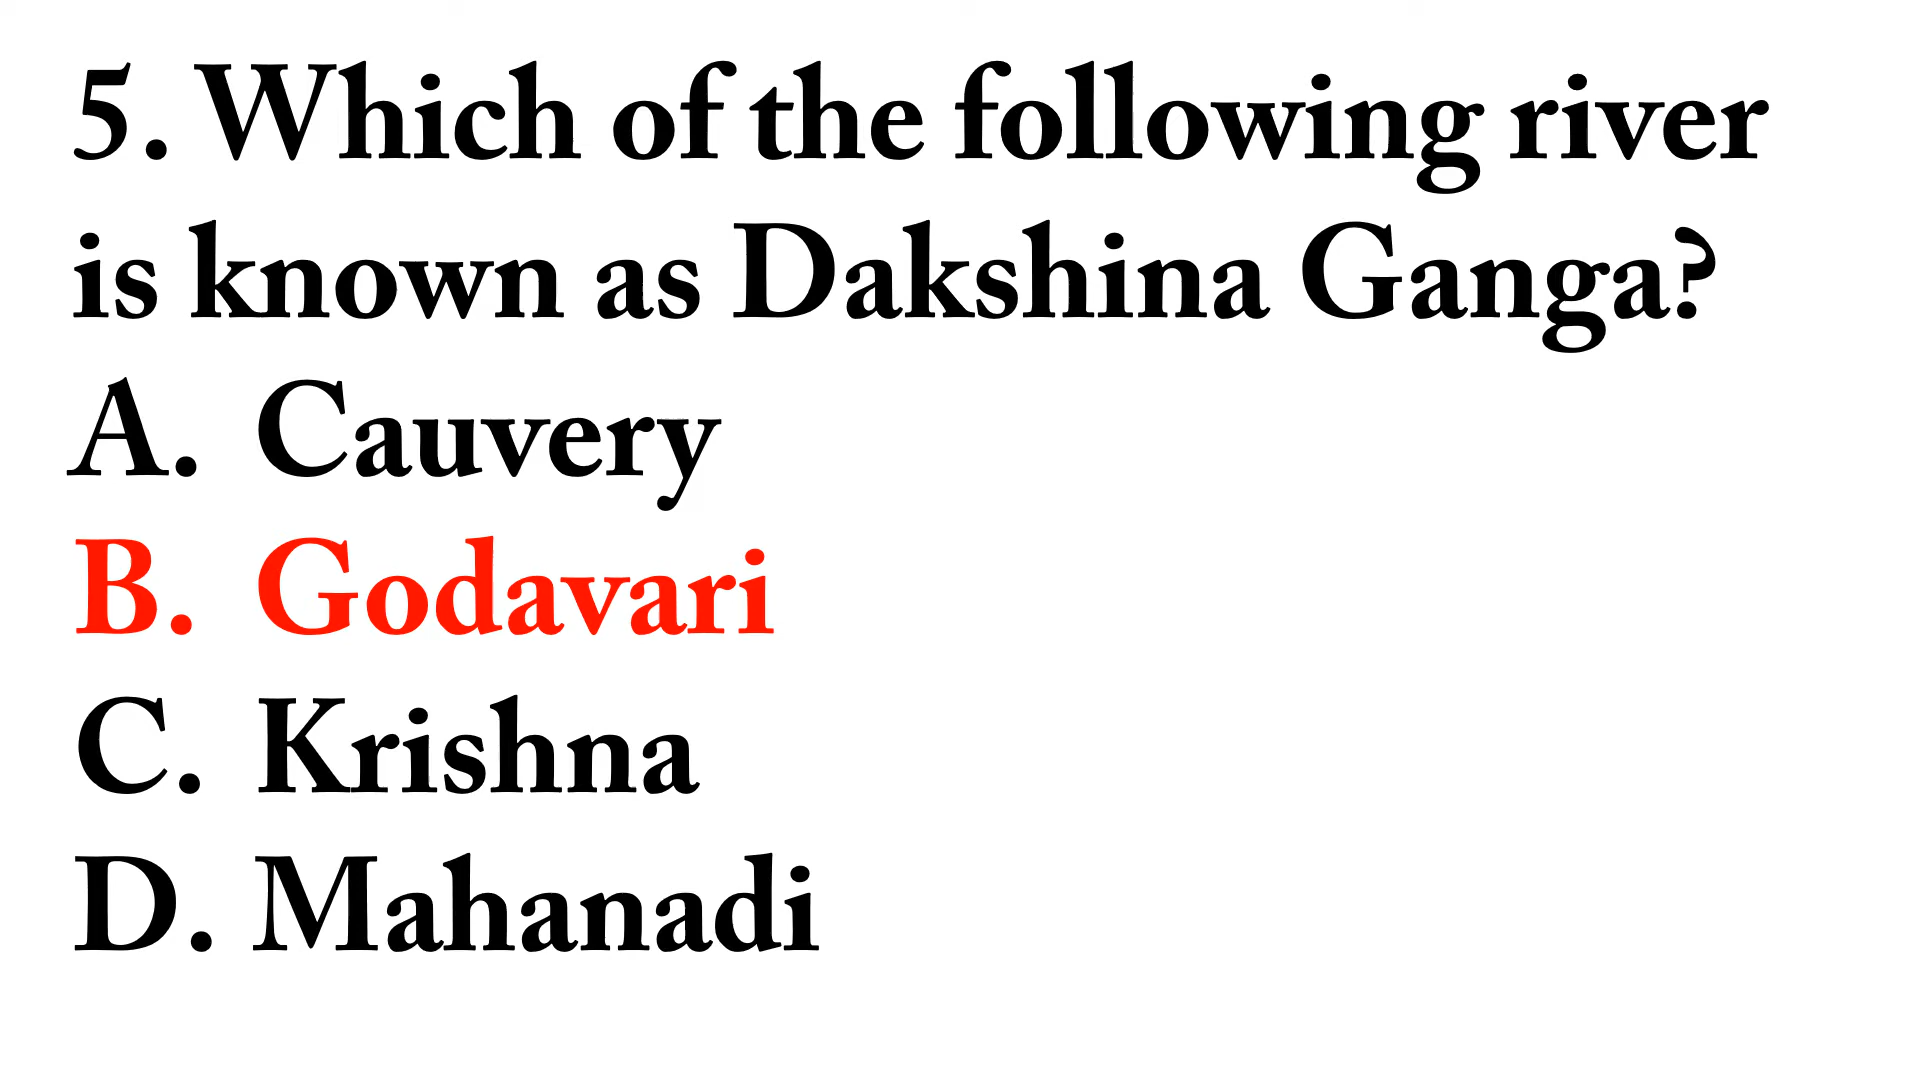 5. Which of the following river
is known as Dakshina Ganga?
A. Cauvery
B. Godavari
C. Krishna
D. Mahanadi